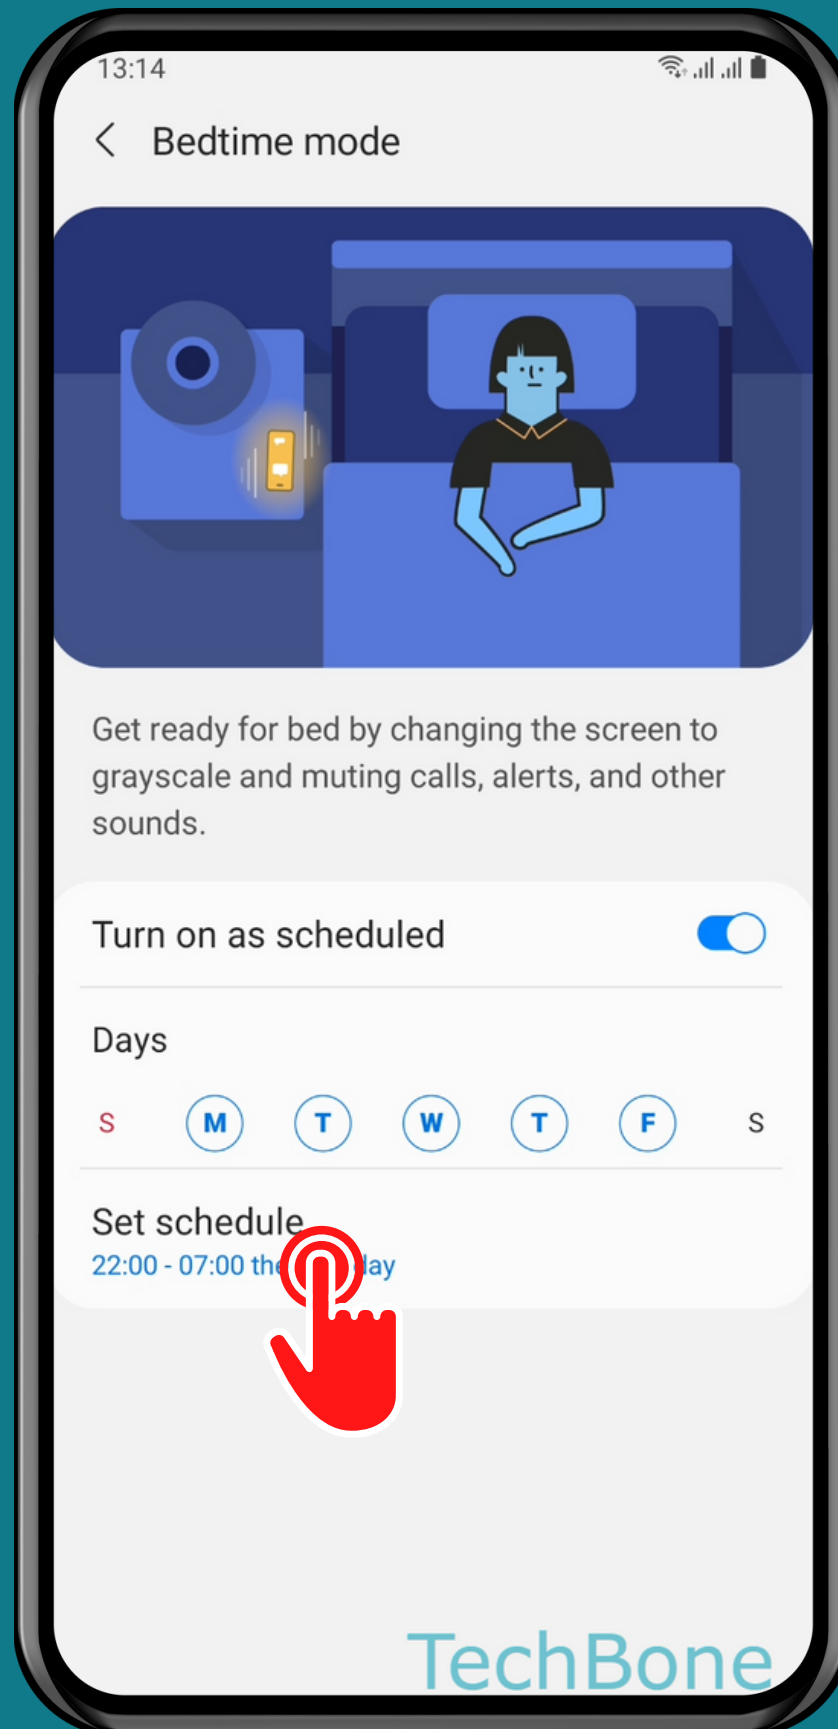 13:14
Bedtime mode
Get ready for bed by changing the screen to
grayscale and muting calls, alerts, and other
sounds.
Turn on as scheduled
Days
S M T W T F S
Set schedule
22:00 - 07:00 day
TechBone